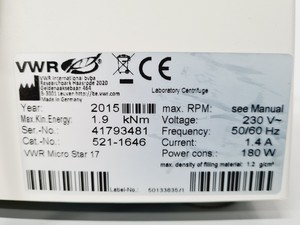 VWR
CE
VWR International bvba
Researchpark Haasrode 2020
Geldenaaksebaan 464
B-3001 Leuven http://be.vwr.com
Made in Germany
Laboratory Centrifuge
Year: 2015 max. RPM: see Manual
Max.Kin.Energy: 1.9 kNm Voltage: 230 V~
Ser.-No. 41793481 Frequency: 50/60 Hz
Cat.-No. 521-1646 Current: 1.4 A
VWR Micro Star 17 Power cons: 180 W
max. density of filling material: 1.2 g/cm³
Label-No.: 50133835/1